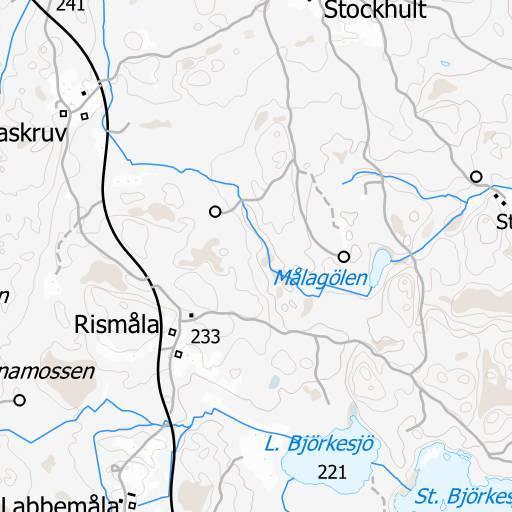 241
Stockhult
askruv
St
Målagölen
n
Rismåla
233
namossen
L. Björkesjö
221
St. Björkes
Labbemåla